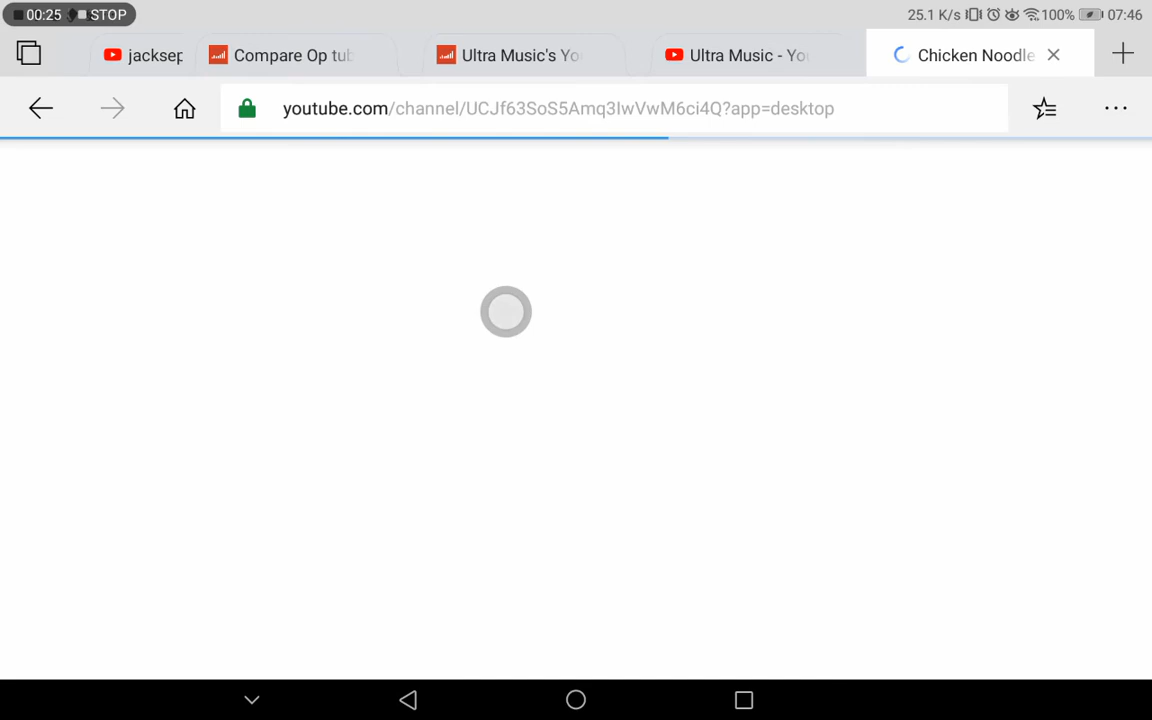 00:25 STOP 25.1 K/s 100% 07:46
jacksep Compare Op tub Ultra Music's Yo Ultra Music - You Chicken Noodle
youtube.com/channel/UCJf63SoS5Amq3IwVwM6ci4Q?app=desktop